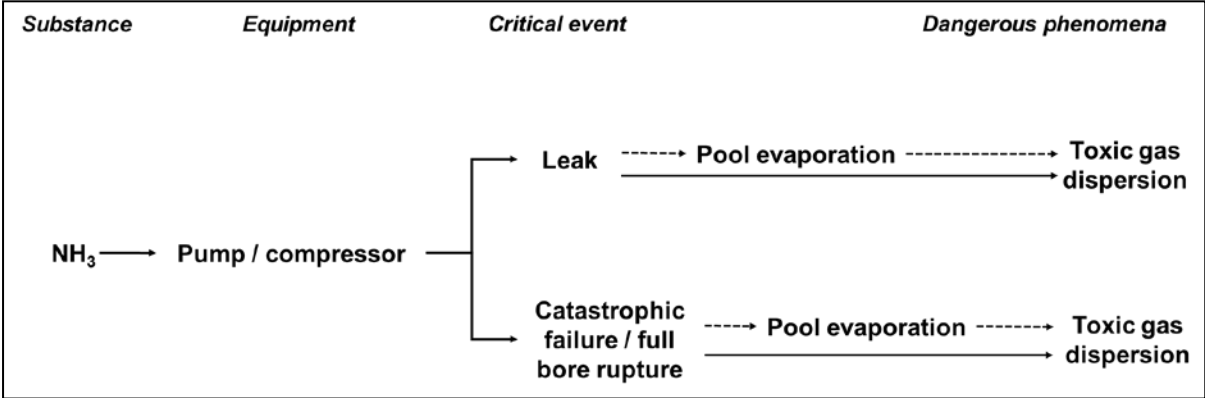 Substance Equipment Critical event Dangerous phenomena
Leak Pool evaporation Toxic gas
dispersion
NH₃ Pump / compressor
Catastrophic
failure / full
bore rupture
Pool evaporation Toxic gas
dispersion